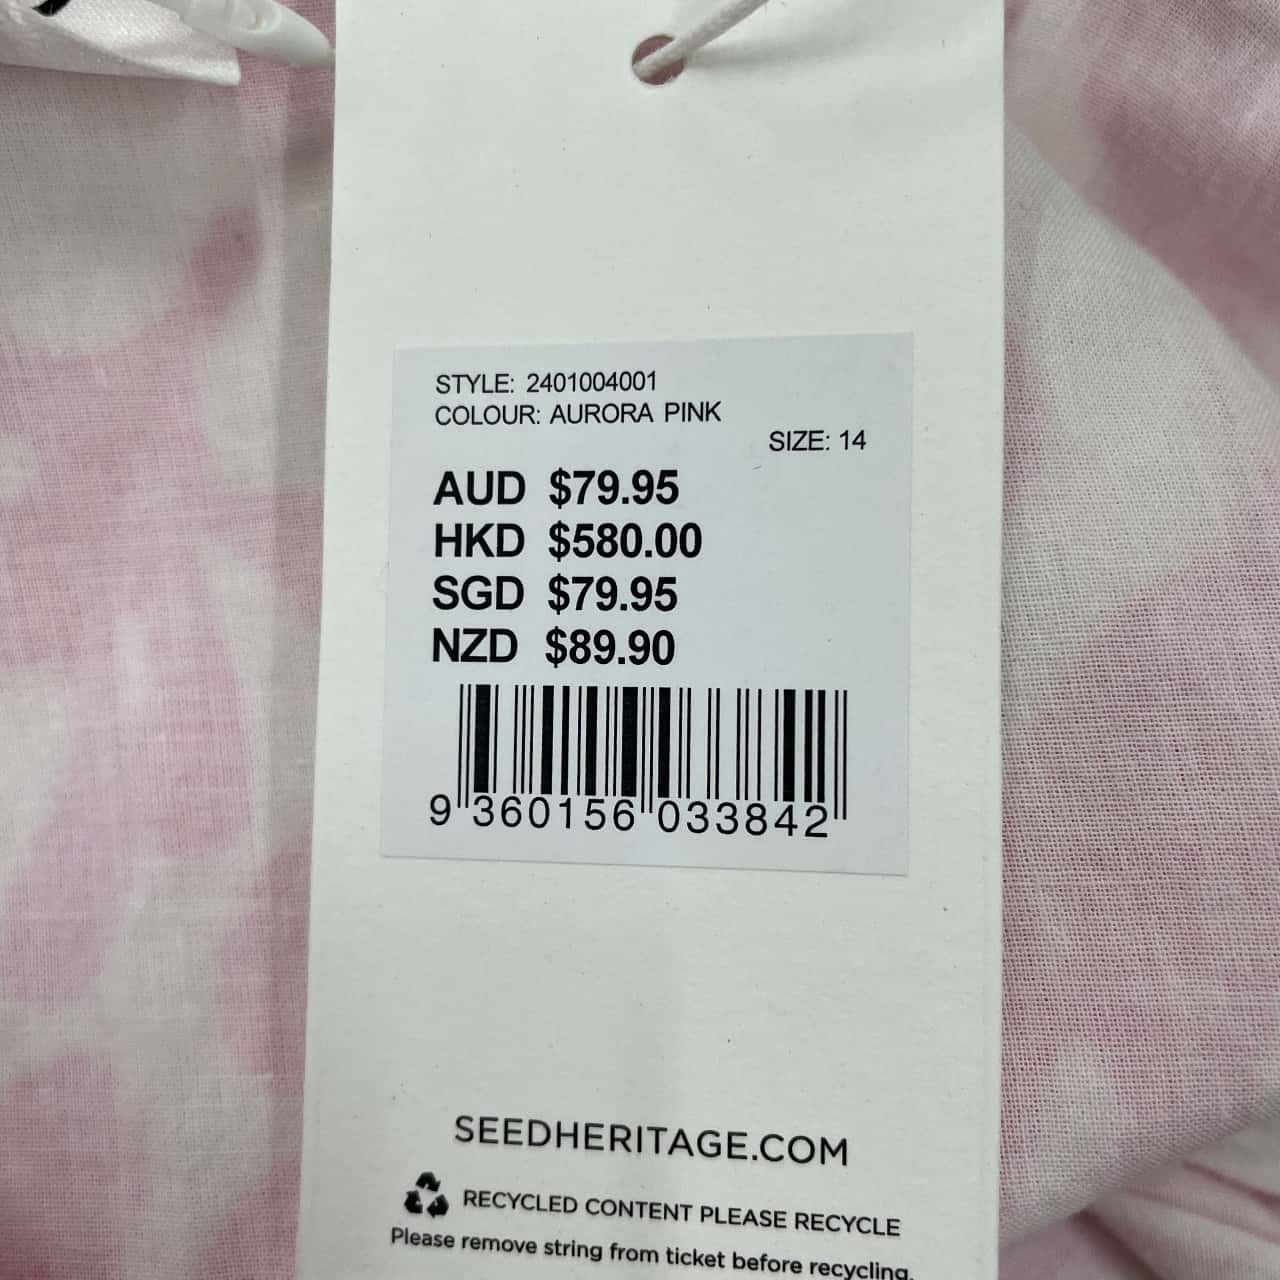 STYLE: 2401004001
COLOUR: AURORA PINK
SIZE: 14
AUD $79.95
HKD $580.00
SGD $79.95
NZD $89.90
9 360156 033842
SEEDHERITAGE.COM
RECYCLED CONTENT PLEASE RECYCLE
Please remove string from ticket before recycling.